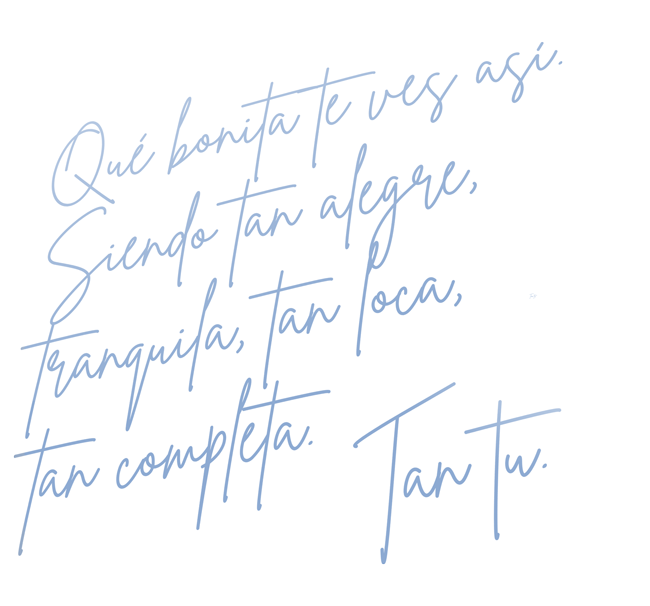 Qué bonita te ves así.
Siendo tan alegre,
tranquila, tan loca,
tan completa. Tan tu.